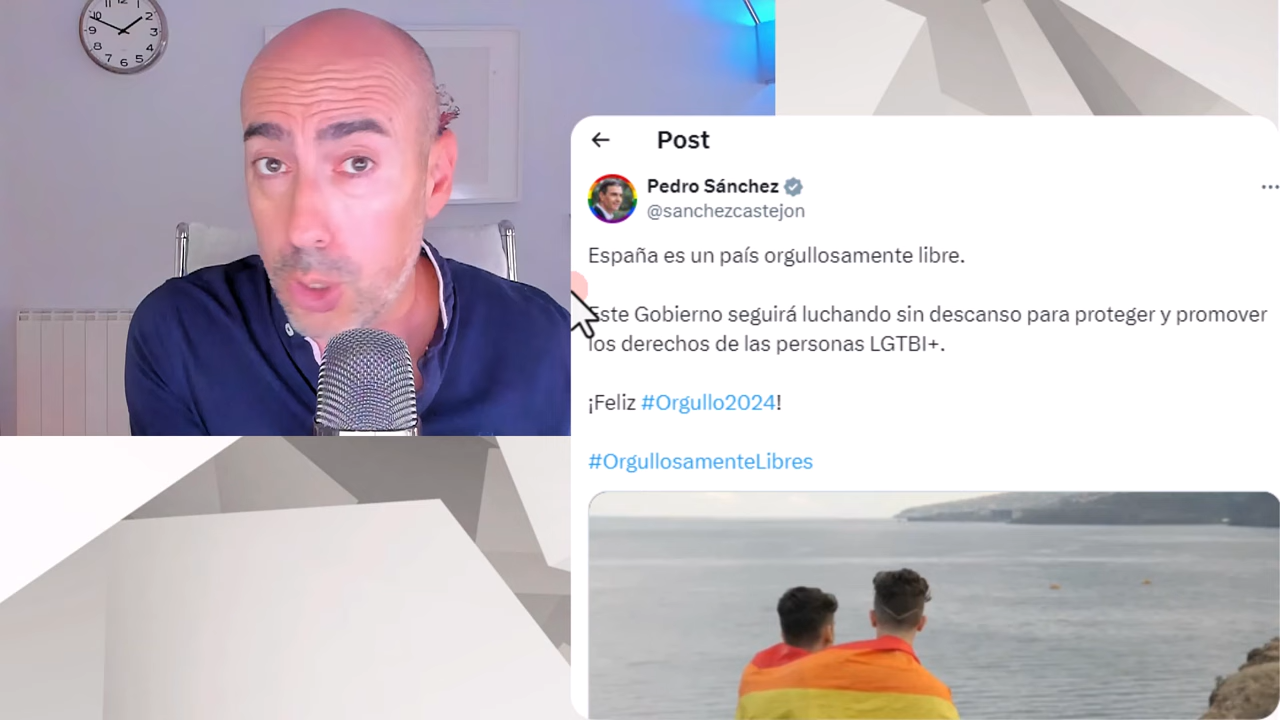 Post
Pedro Sánchez
@sanchezcastejon
España es un país orgullosamente libre.
Este Gobierno seguirá luchando sin descanso para proteger y promover
los derechos de las personas LGTBI+.
¡Feliz #Orgullo2024!
#OrgullosamenteLibres